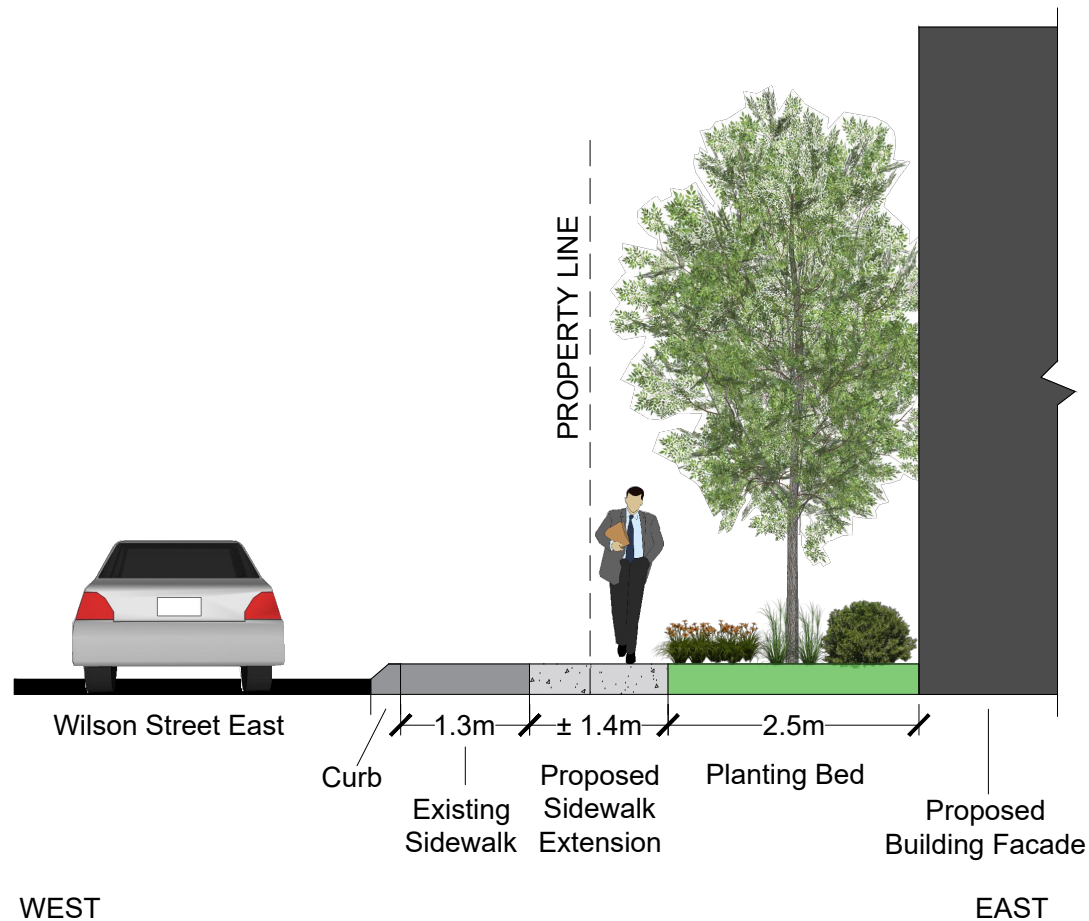 PROPERTY LINE
Wilson Street East
1.3m
± 1.4m
2.5m
Curb
Existing
Sidewalk
Proposed
Sidewalk
Extension
Planting Bed
Proposed
Building Facade
WEST
EAST